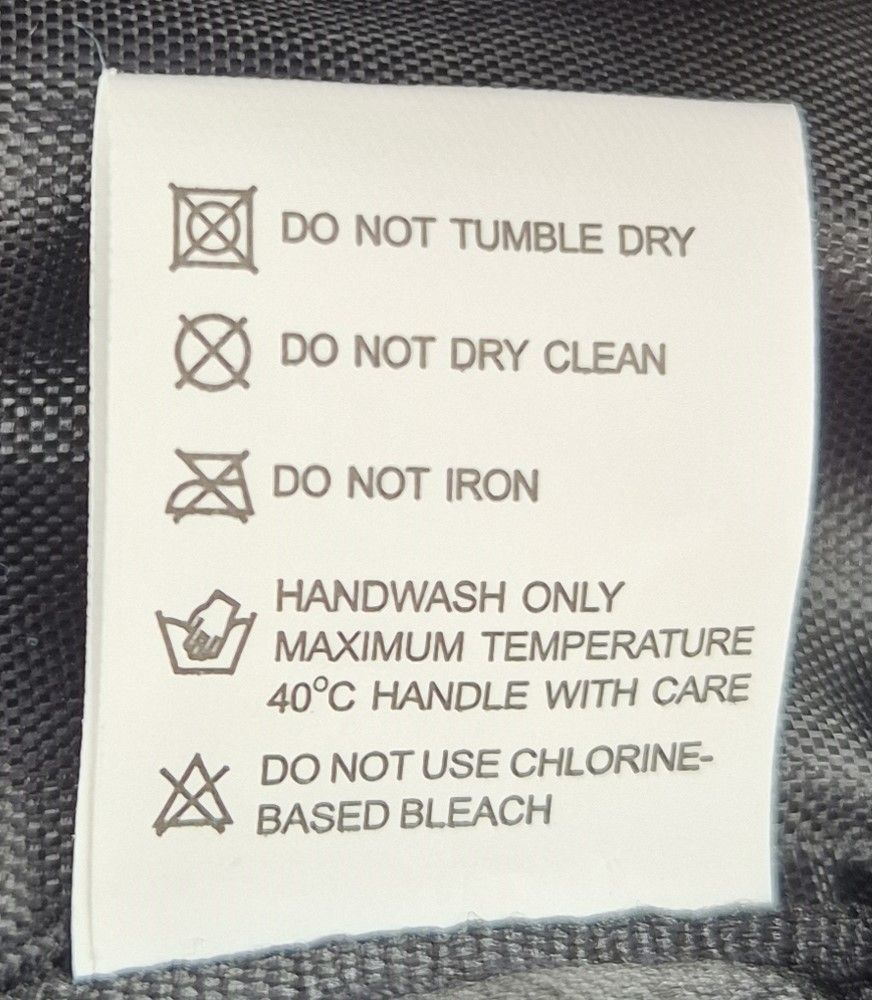 DO NOT TUMBLE DRY
DO NOT DRY CLEAN
DO NOT IRON
HANDWASH ONLY
MAXIMUM TEMPERATURE
40°C HANDLE WITH CARE
DO NOT USE CHLORINE-
BASED BLEACH